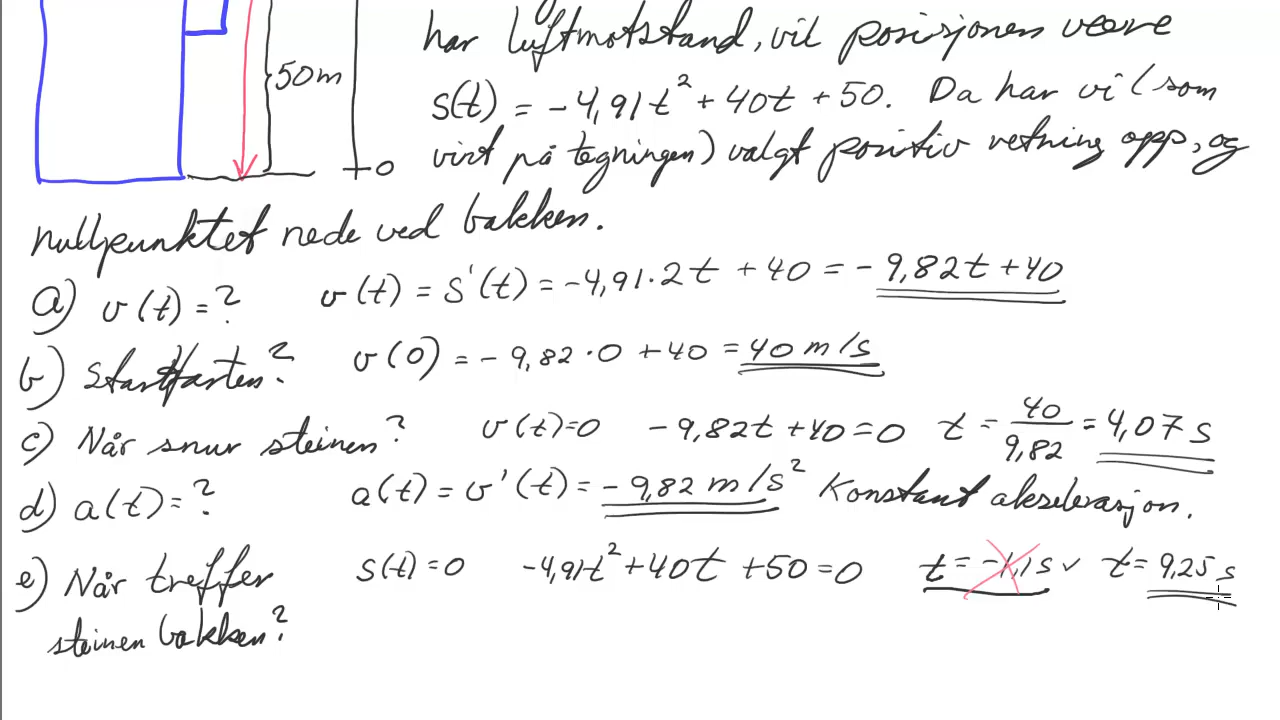 50m
har luftmotstand, vil posisjonen være
s(t) = -4,91t² + 40t + 50. Da har vi (som
vist på tegningen) valgt positiv retning opp, og
0
nullpunktet nede ved bakken.
a) v(t) = ? v(t) = s'(t) = -4,91·2t + 40 = -9,82t+40
b) Startfarten? v(0) = -9,82·0 + 40 = 40 m/s
c) Når snur steinen? v(t)=0 -9,82t + 40 = 0 t = 40/9,82 = 4,07 s
d) a(t) = ? a(t) = v'(t) = -9,82 m/s² Konstant akselerasjon.
e) Når treffer s(t)=0 -4,91t² + 40t + 50 = 0 t = -1,1s ∨ t = 9,25 s
steinen bakken?